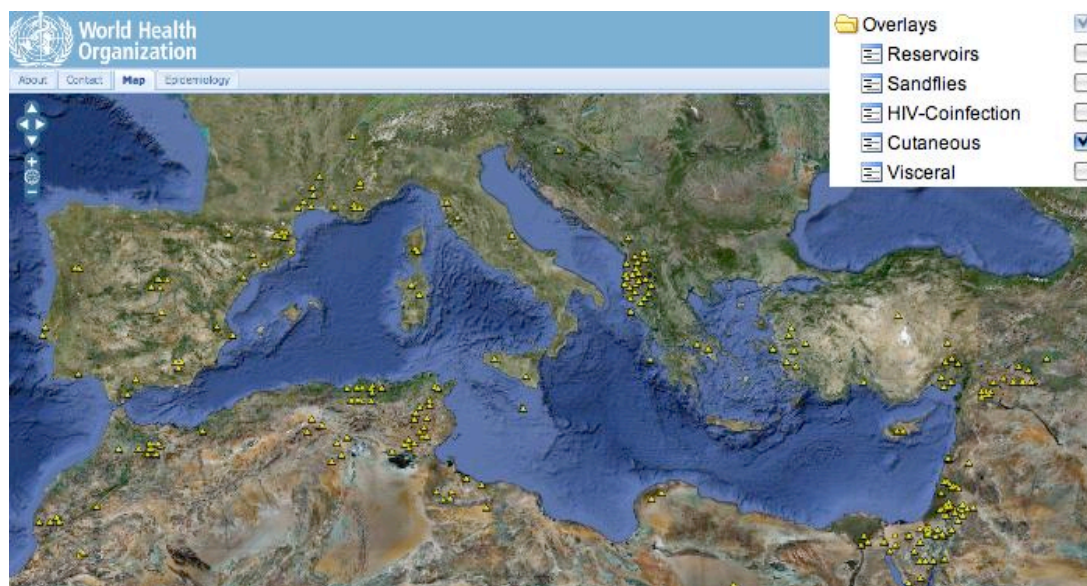 World Health
Organization
About
Contact
Map
Epidemiology
Overlays
Reservoirs
Sandflies
HIV-Coinfection
Cutaneous
Visceral